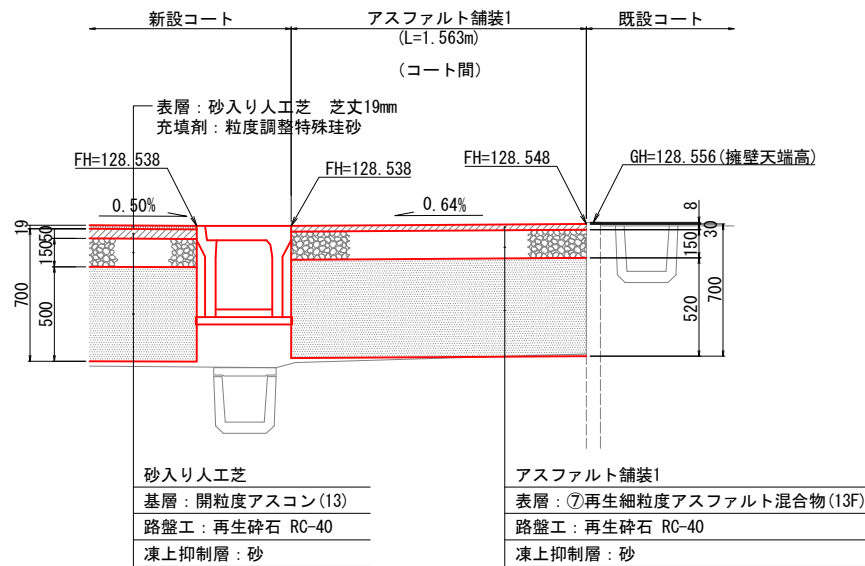 新設コート
アスファルト舗装1
(L=1.563m)
(コート間)
既設コート
表層：砂入り人工芝　芝丈19mm
充填剤：粒度調整特殊珪砂
FH=128.538
FH=128.538
FH=128.548
GH=128.556(擁壁天端高)
0.50%
0.64%
19
50
150
500
700
8
30
150
520
700
砂入り人工芝
基層：開粒度アスコン(13)
路盤工：再生砕石 RC-40
凍上抑制層：砂
アスファルト舗装1
表層：⑦再生細粒度アスファルト混合物(13F)
路盤工：再生砕石 RC-40
凍上抑制層：砂